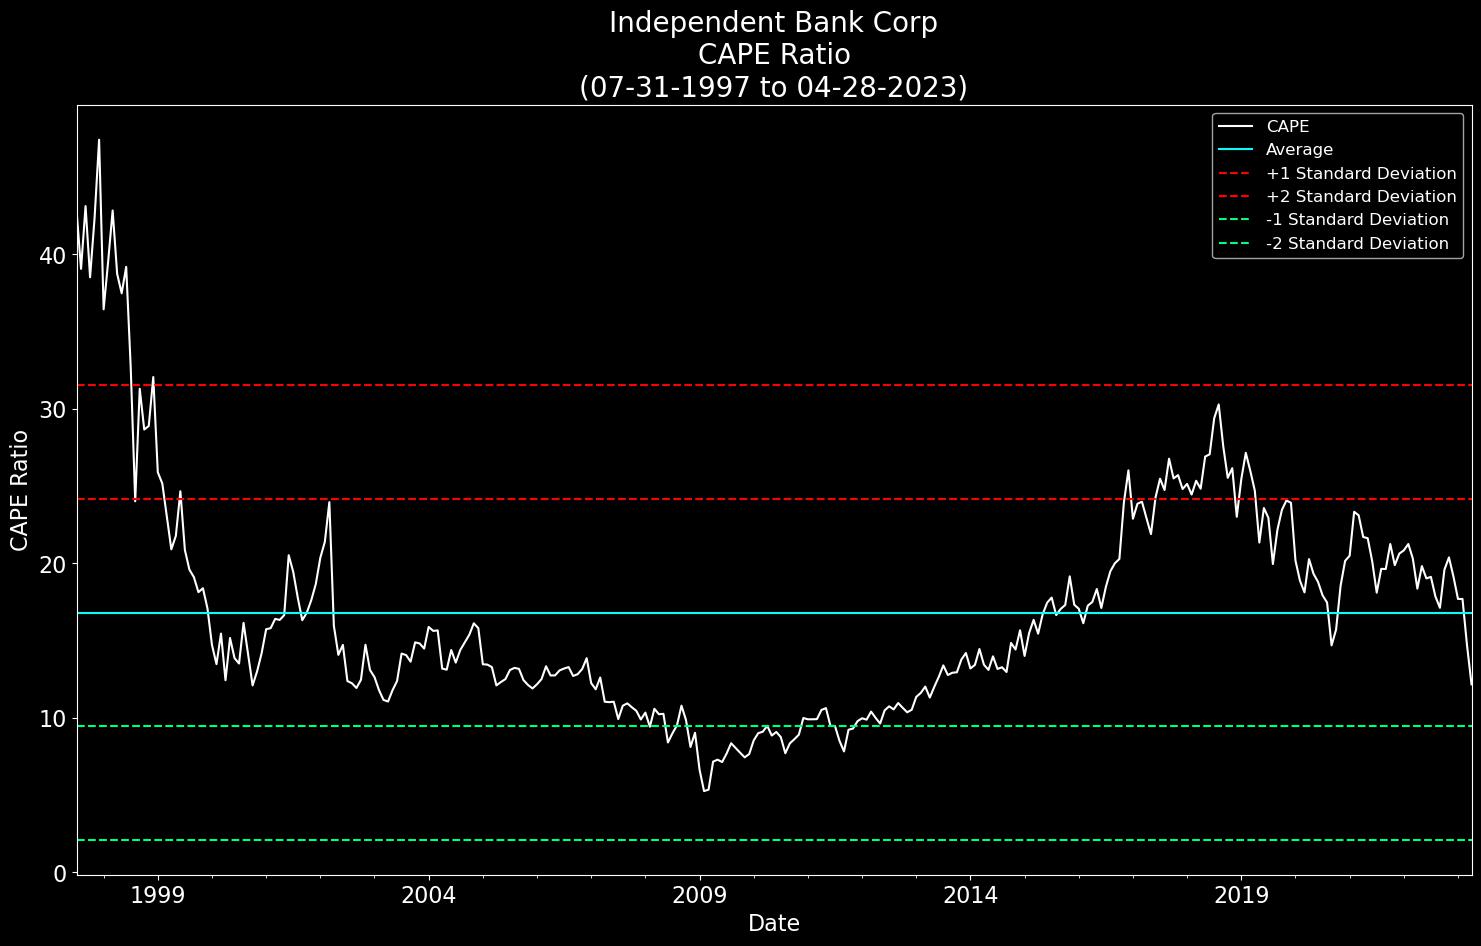 Independent Bank Corp
CAPE Ratio
(07-31-1997 to 04-28-2023)
CAPE
Average
+1 Standard Deviation
+2 Standard Deviation
-1 Standard Deviation
-2 Standard Deviation
CAPE Ratio
40
30
20
10
0
1999
2004
2009
2014
2019
Date